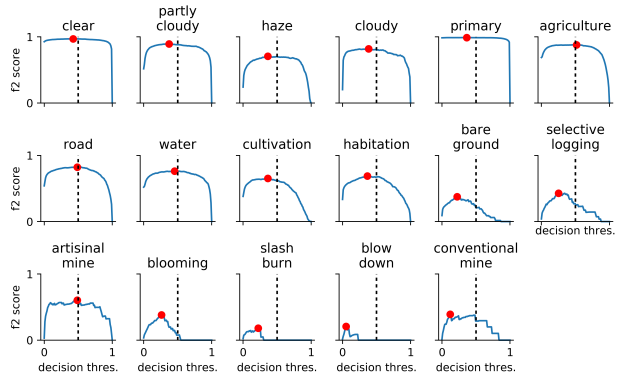 clear
partly
cloudy
haze
cloudy
primary
agriculture
f2 score
1
0
road
water
cultivation
habitation
bare
ground
selective
logging
f2 score
1
0
decision thres.
artisinal
mine
blooming
slash
burn
blow
down
conventional
mine
f2 score
1
0
0 1
0 1
0 1
0 1
0 1
decision thres.
decision thres.
decision thres.
decision thres.
decision thres.